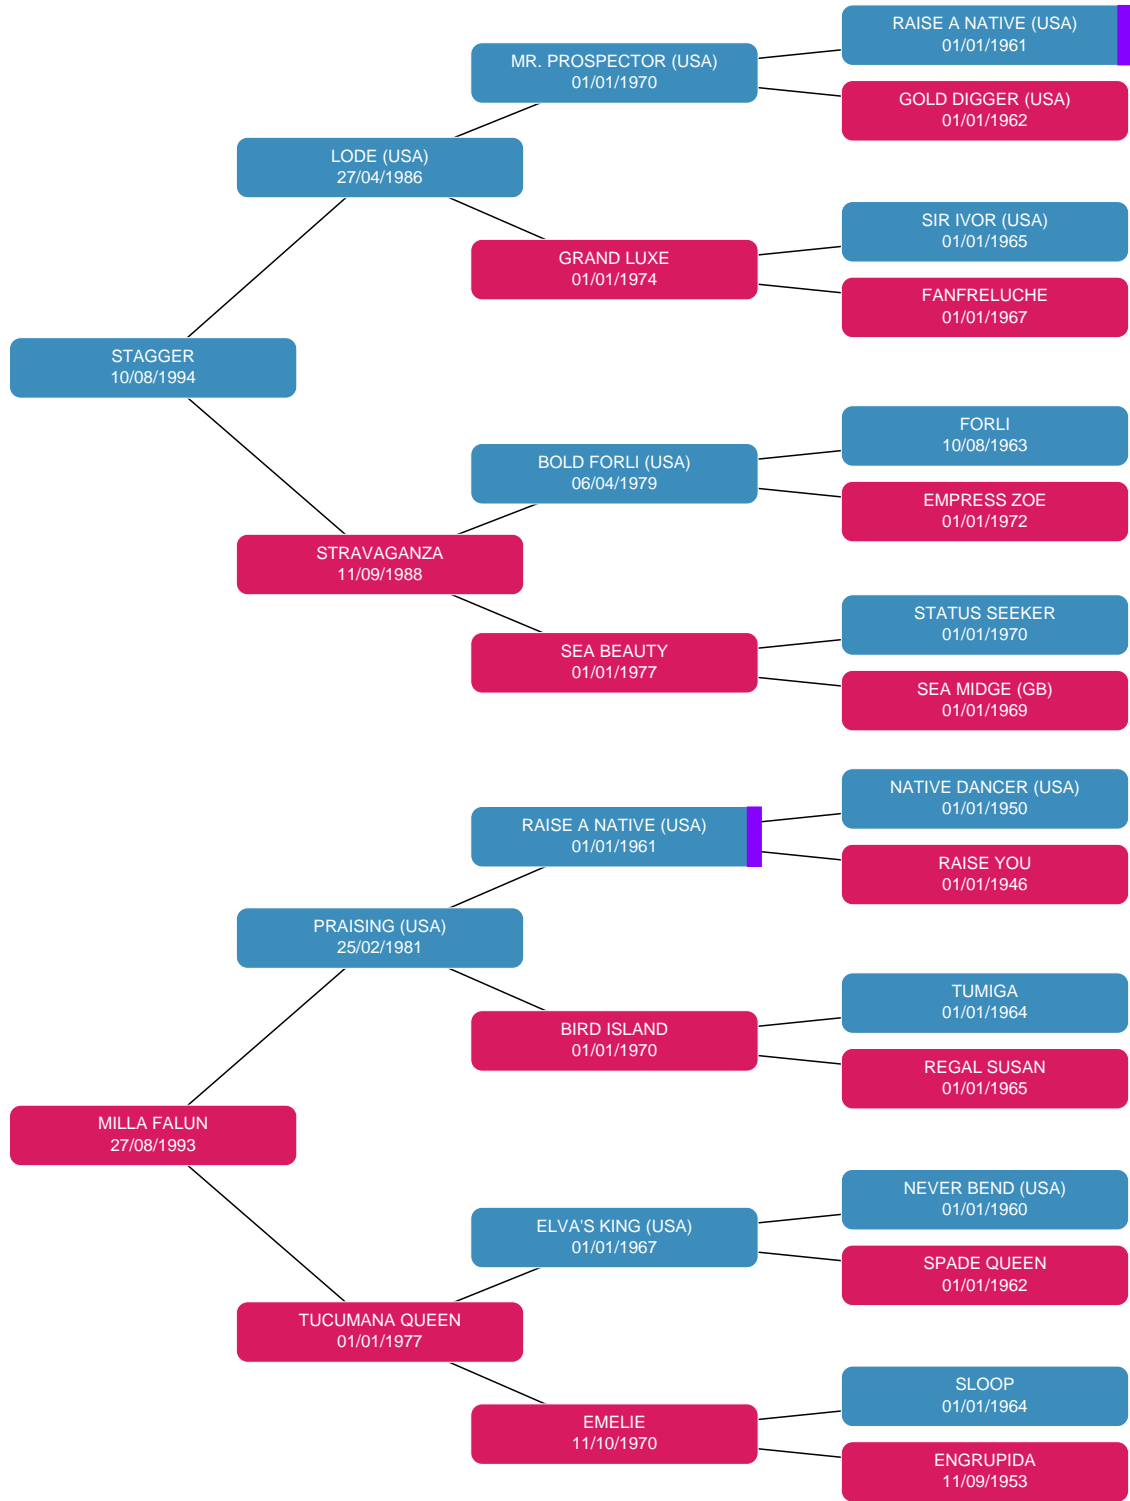 RAISE A NATIVE (USA)
01/01/1961
MR. PROSPECTOR (USA)
01/01/1970
GOLD DIGGER (USA)
01/01/1962
LODE (USA)
27/04/1986
SIR IVOR (USA)
01/01/1965
GRAND LUXE
01/01/1974
FANFRELUCHE
01/01/1967
STAGGER
10/08/1994
FORLI
10/08/1963
BOLD FORLI (USA)
06/04/1979
EMPRESS ZOE
01/01/1972
STRAVAGANZA
11/09/1988
STATUS SEEKER
01/01/1970
SEA BEAUTY
01/01/1977
SEA MIDGE (GB)
01/01/1969
NATIVE DANCER (USA)
01/01/1950
RAISE A NATIVE (USA)
01/01/1961
RAISE YOU
01/01/1946
PRAISING (USA)
25/02/1981
TUMIGA
01/01/1964
BIRD ISLAND
01/01/1970
REGAL SUSAN
01/01/1965
MILLA FALUN
27/08/1993
NEVER BEND (USA)
01/01/1960
ELVA'S KING (USA)
01/01/1967
SPADE QUEEN
01/01/1962
TUCUMANA QUEEN
01/01/1977
SLOOP
01/01/1964
EMELIE
11/10/1970
ENGRUPIDA
11/09/1953